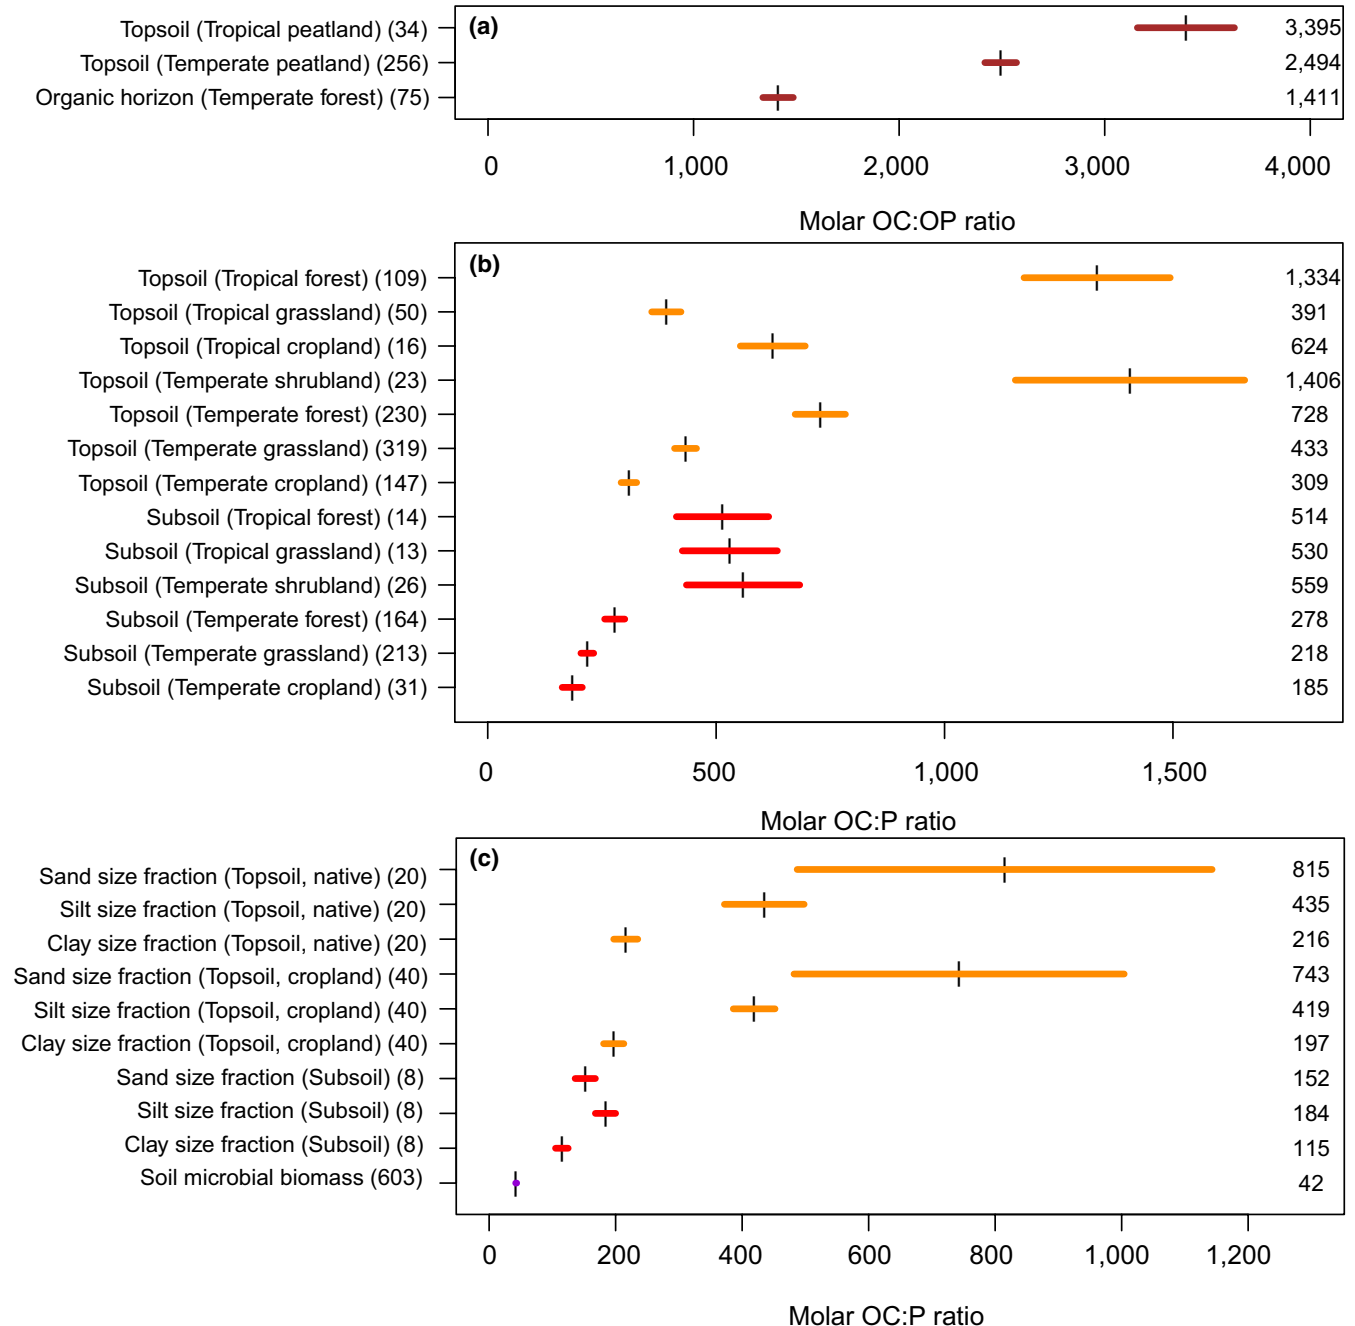 (a)
Topsoil (Tropical peatland) (34) 3,395
Topsoil (Temperate peatland) (256) 2,494
Organic horizon (Temperate forest) (75) 1,411
0 1,000 2,000 3,000 4,000
Molar OC:OP ratio
(b)
Topsoil (Tropical forest) (109) 1,334
Topsoil (Tropical grassland) (50) 391
Topsoil (Tropical cropland) (16) 624
Topsoil (Temperate shrubland) (23) 1,406
Topsoil (Temperate forest) (230) 728
Topsoil (Temperate grassland) (319) 433
Topsoil (Temperate cropland) (147) 309
Subsoil (Tropical forest) (14) 514
Subsoil (Tropical grassland) (13) 530
Subsoil (Temperate shrubland) (26) 559
Subsoil (Temperate forest) (164) 278
Subsoil (Temperate grassland) (213) 218
Subsoil (Temperate cropland) (31) 185
0 500 1,000 1,500
Molar OC:P ratio
(c)
Sand size fraction (Topsoil, native) (20) 815
Silt size fraction (Topsoil, native) (20) 435
Clay size fraction (Topsoil, native) (20) 216
Sand size fraction (Topsoil, cropland) (40) 743
Silt size fraction (Topsoil, cropland) (40) 419
Clay size fraction (Topsoil, cropland) (40) 197
Sand size fraction (Subsoil) (8) 152
Silt size fraction (Subsoil) (8) 184
Clay size fraction (Subsoil) (8) 115
Soil microbial biomass (603) 42
0 200 400 600 800 1,000 1,200
Molar OC:P ratio